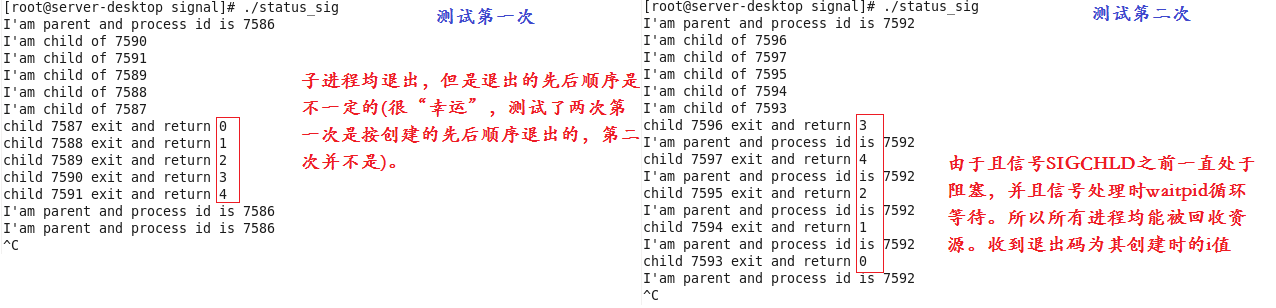 [root@server-desktop signal]# ./status_sig
I'am parent and process id is 7586
I'am child of 7590
I'am child of 7591
I'am child of 7589
I'am child of 7588
I'am child of 7587
child 7587 exit and return 0
child 7588 exit and return 1
child 7589 exit and return 2
child 7590 exit and return 3
child 7591 exit and return 4
I'am parent and process id is 7586
I'am parent and process id is 7586
^C
测试第一次
子进程均退出，但是退出的先后顺序是
不一定的(很“幸运”，测试了两次第
一次是按创建的先后顺序退出的，第二
次并不是)。
[root@server-desktop signal]# ./status_sig
I'am parent and process id is 7592
I'am child of 7596
I'am child of 7597
I'am child of 7595
I'am child of 7594
I'am child of 7593
child 7596 exit and return 3
I'am parent and process id is 7592
child 7597 exit and return 4
I'am parent and process id is 7592
child 7595 exit and return 2
I'am parent and process id is 7592
child 7594 exit and return 1
I'am parent and process id is 7592
child 7593 exit and return 0
I'am parent and process id is 7592
^C
测试第二次
由于且信号SIGCHLD之前一直处于
阻塞，并且信号处理时waitpid循环
等待。所以所有进程均能被回收资
源。收到退出码为其创建时的i值